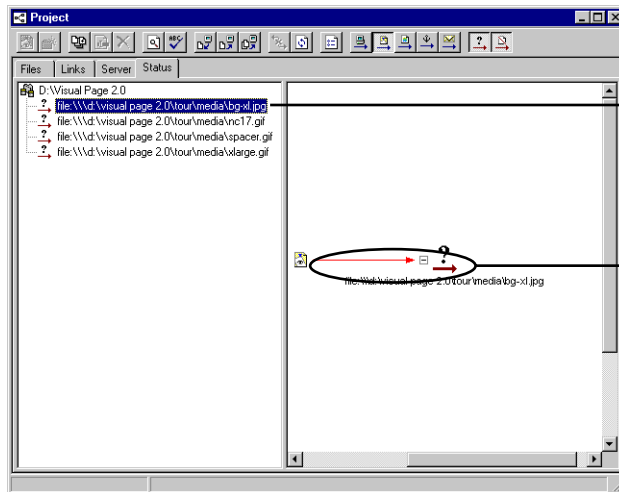 Project
ABC
Files Links Server Status
D:\Visual Page 2.0
file:\\\d:\visual page 2.0\tour\media\bg-xl.jpg
file:\\\d:\visual page 2.0\tour\media\nc17.gif
file:\\\d:\visual page 2.0\tour\media\spacer.gif
file:\\\d:\visual page 2.0\tour\media\xlarge.gif
file:\\\d:\visual page 2.0\tour\media\bg-xl.jpg